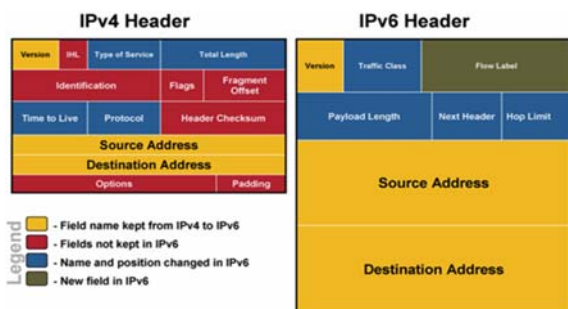 IPv4 Header
Version IHL Type of Service Total Length
Identification Flags Fragment Offset
Time to Live Protocol Header Checksum
Source Address
Destination Address
Options Padding
Legend
- Field name kept from IPv4 to IPv6
- Fields not kept in IPv6
- Name and position changed in IPv6
- New field in IPv6
IPv6 Header
Version Traffic Class Flow Label
Payload Length Next Header Hop Limit
Source Address
Destination Address